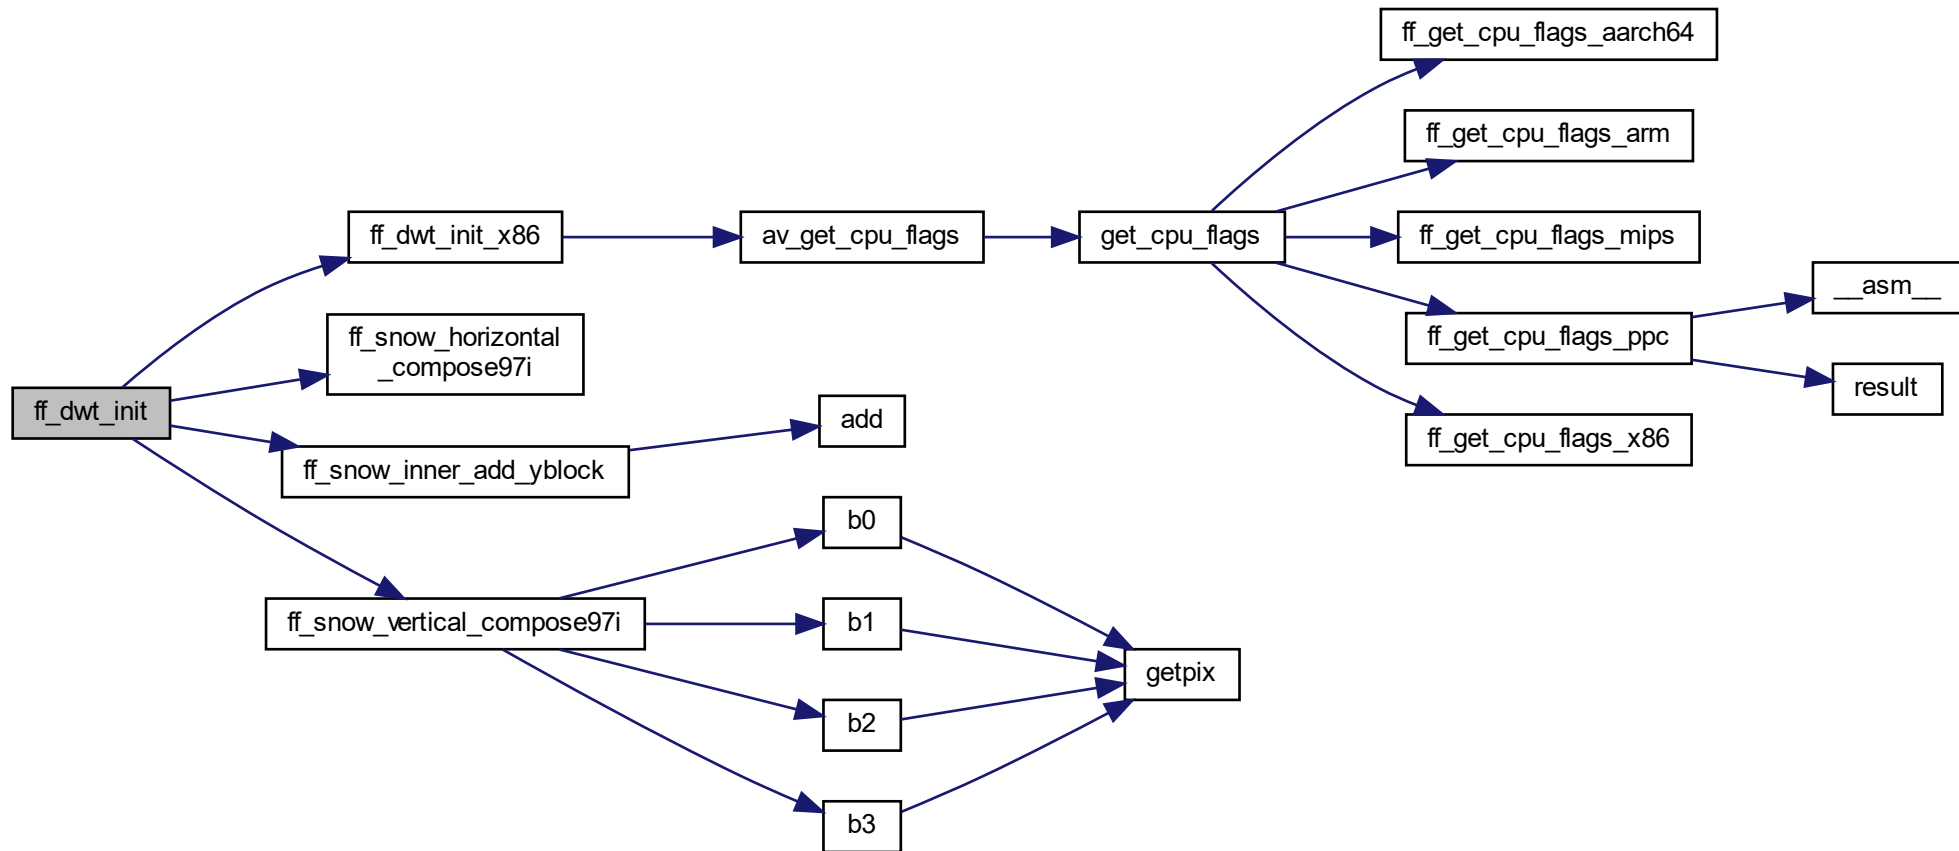 ff_get_cpu_flags_aarch64
ff_get_cpu_flags_arm
ff_dwt_init_x86
av_get_cpu_flags
get_cpu_flags
ff_get_cpu_flags_mips
__asm__
ff_snow_horizontal
_compose97i
ff_get_cpu_flags_ppc
result
ff_dwt_init
add
ff_get_cpu_flags_x86
ff_snow_inner_add_yblock
b0
ff_snow_vertical_compose97i
b1
getpix
b2
b3